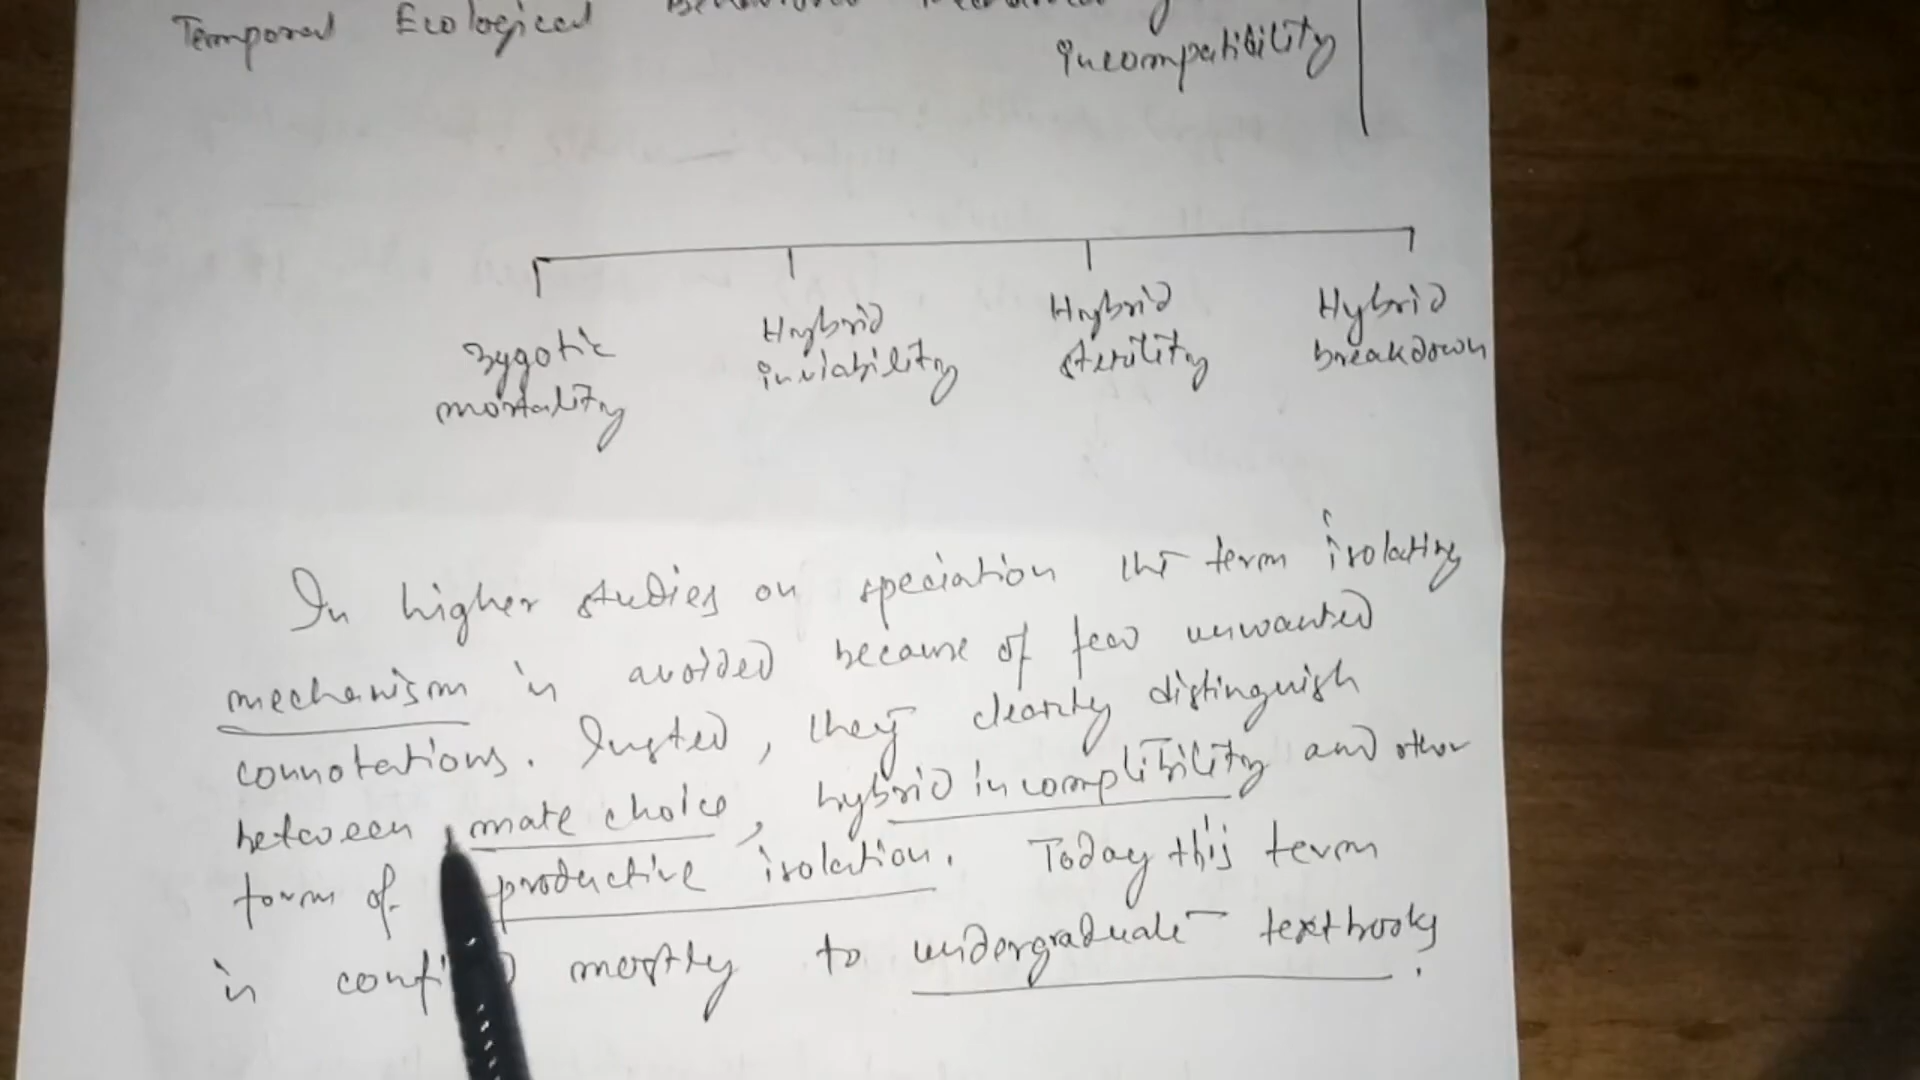 Temporal Ecological
incompatibility
zygotic mortality
Hybrid inviability
Hybrid sterility
Hybrid breakdown
In higher studies on speciation the term isolating
mechanism is avoided because of few unwanted
connotations. Insted, they clearly distinguish
between mate choice, hybrid incomplibility and other
form of productive isolation. Today this term
is mostly to undergraduate textbooks.